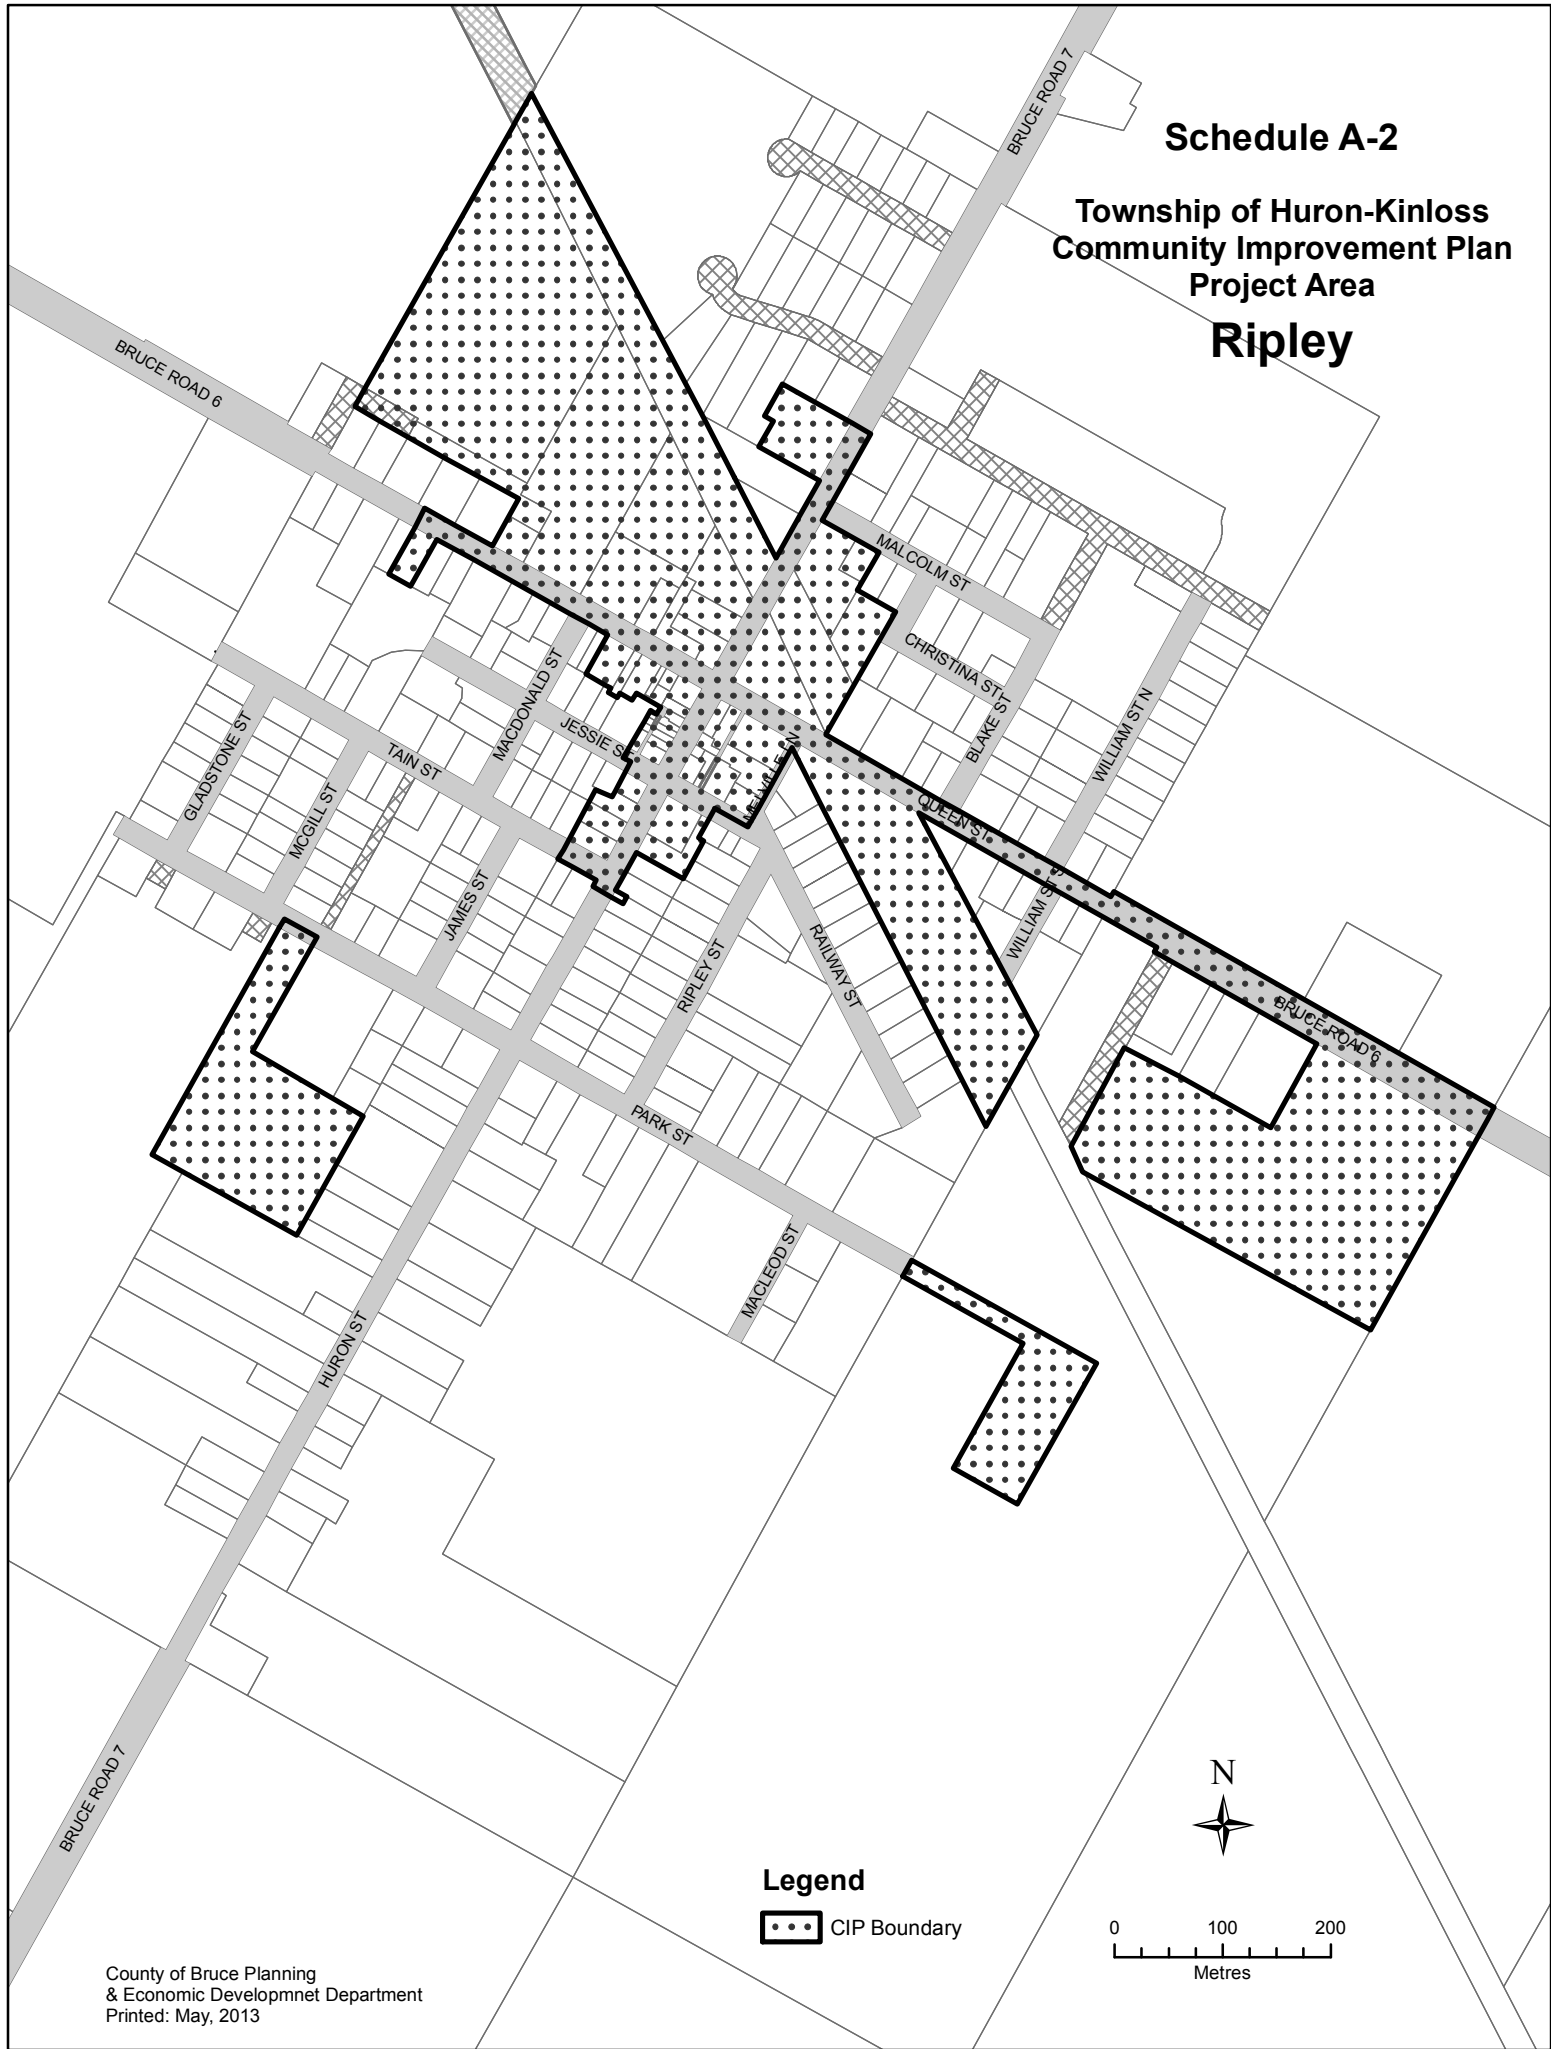 Schedule A-2
Township of Huron-Kinloss
Community Improvement Plan
Project Area
Ripley
BRUCE ROAD 7
BRUCE ROAD 6
MALCOLM ST
CHRISTINA ST
BLAKE ST
WILLIAM ST N
MACDONALD ST
JESSIE ST
GLADSTONE ST
TAIN ST
MCGILL ST
MELVILLE LN
QUEEN ST
JAMES ST
WILLIAM ST S
RIPLEY ST
RAILWAY ST
BRUCE ROAD 6
PARK ST
MACLEOD ST
HURON ST
BRUCE ROAD 7
N
Legend
CIP Boundary
0 100 200
Metres
County of Bruce Planning
& Economic Developmnet Department
Printed: May, 2013